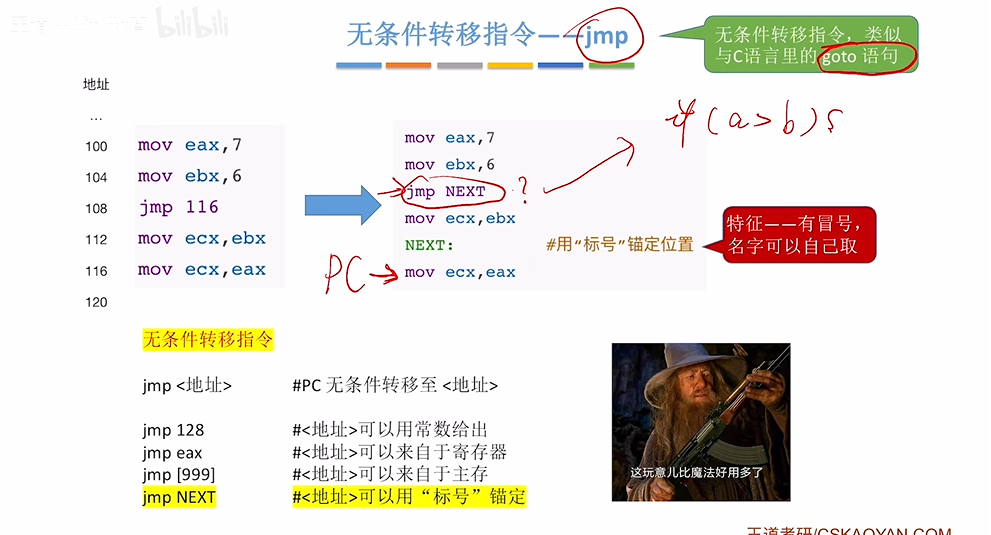 bilibili
无条件转移指令——jmp
无条件转移指令，类似
与C语言里的 goto 语句
地址
...
100 mov eax,7
104 mov ebx,6
108 jmp 116
112 mov ecx,ebx
116 mov ecx,eax
120
mov eax,7
mov ebx,6
jmp NEXT ?
mov ecx,ebx
NEXT: #用“标号”锚定位置
mov ecx,eax
PC
if (a>b)
特征——有冒号，
名字可以自己取
无条件转移指令
jmp <地址> #PC 无条件转移至 <地址>
jmp 128 #<地址>可以用常数给出
jmp eax #<地址>可以来自于寄存器
jmp [999] #<地址>可以来自于主存
jmp NEXT #<地址>可以用“标号”锚定
这玩意儿比魔法好用多了
王道考研/CSKAOYAN.COM